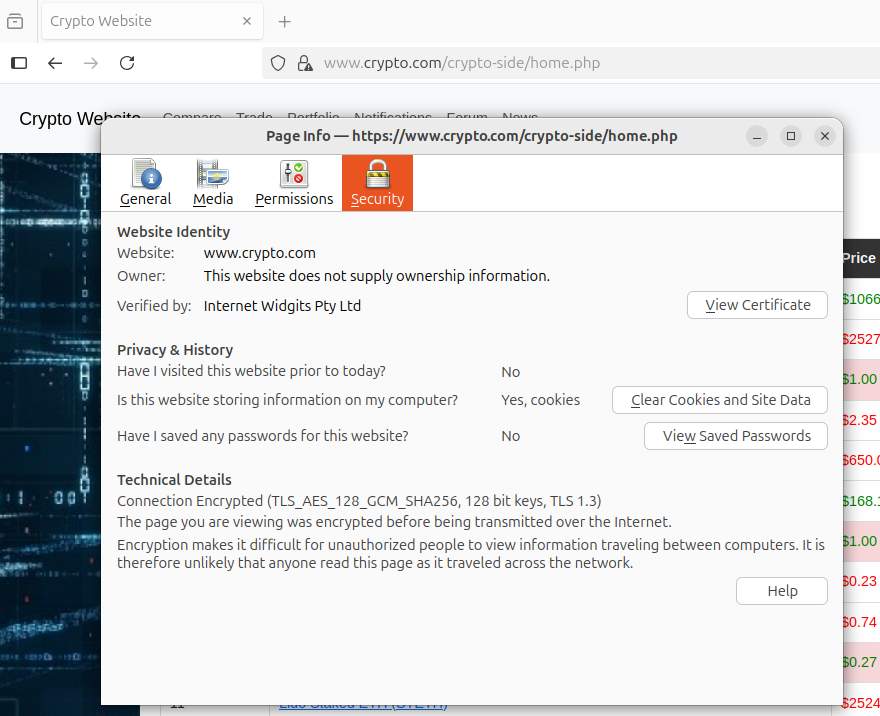 Crypto Website
www.crypto.com/crypto-side/home.php
Crypto Website Compare Trade Portfolio Notifications Forum News
Page Info — https://www.crypto.com/crypto-side/home.php
General Media Permissions Security
Website Identity
Website: www.crypto.com
Owner: This website does not supply ownership information.
Verified by: Internet Widgits Pty Ltd View Certificate
Privacy & History
Have I visited this website prior to today? No
Is this website storing information on my computer? Yes, cookies Clear Cookies and Site Data
Have I saved any passwords for this website? No View Saved Passwords
Technical Details
Connection Encrypted (TLS_AES_128_GCM_SHA256, 128 bit keys, TLS 1.3)
The page you are viewing was encrypted before being transmitted over the Internet.
Encryption makes it difficult for unauthorized people to view information traveling between computers. It is
therefore unlikely that anyone read this page as it traveled across the network.
Help
Price
$1066
$2527
$1.00
$2.35
$650.0
$168.1
$1.00
$0.23
$0.74
$0.27
11 Lido Staked ETH (STETH) $2524